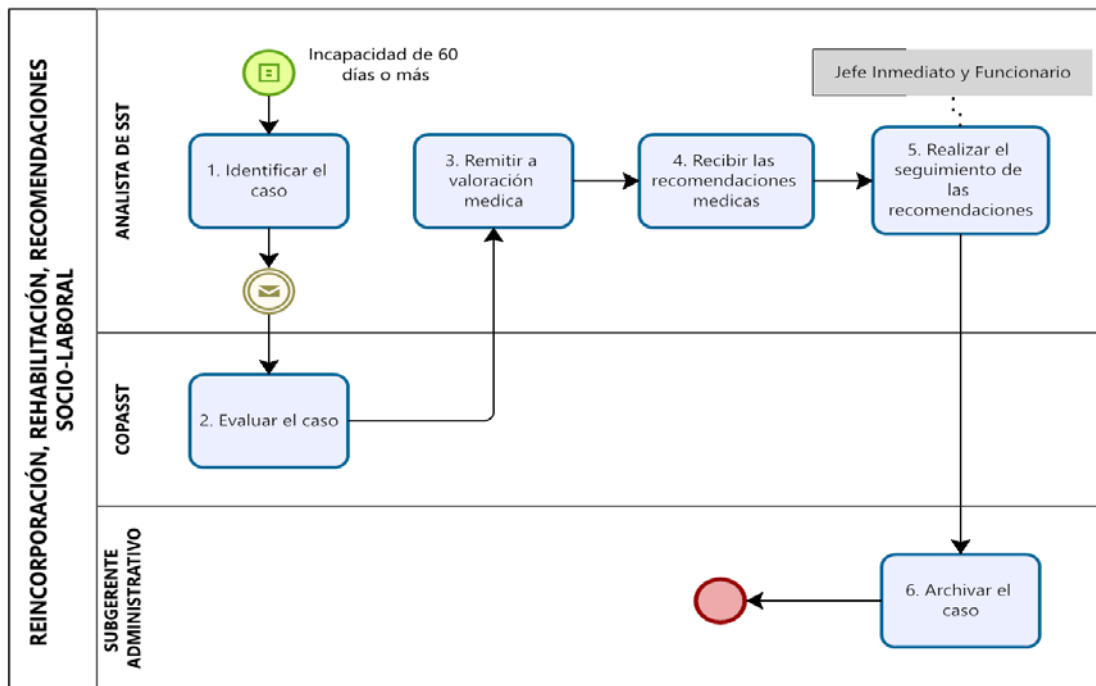 REINCORPORACIÓN, REHABILITACIÓN, RECOMENDACIONES
SOCIO-LABORAL
ANALISTA DE SST
Incapacidad de 60
días o más
Jefe Inmediato y Funcionario
1. Identificar el
caso
3. Remitir a
valoración
medica
4. Recibir las
recomendaciones
medicas
5. Realizar el
seguimiento de
las
recomendaciones
COPASST
2. Evaluar el caso
SUBGERENTE
ADMINISTRATIVO
6. Archivar el
caso